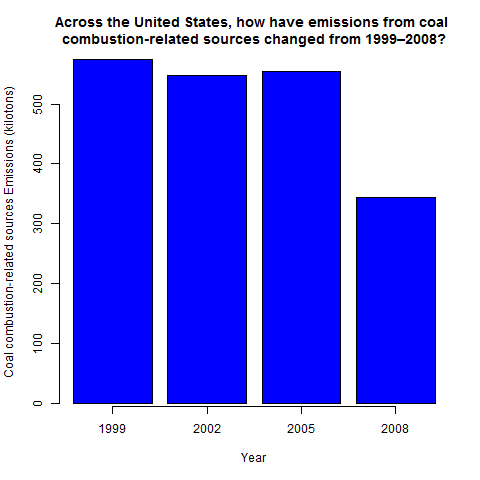 Across the United States, how have emissions from coal
combustion-related sources changed from 1999–2008?
Coal combustion-related sources Emissions (kilotons)
500
400
300
200
100
0
1999 2002 2005 2008
Year